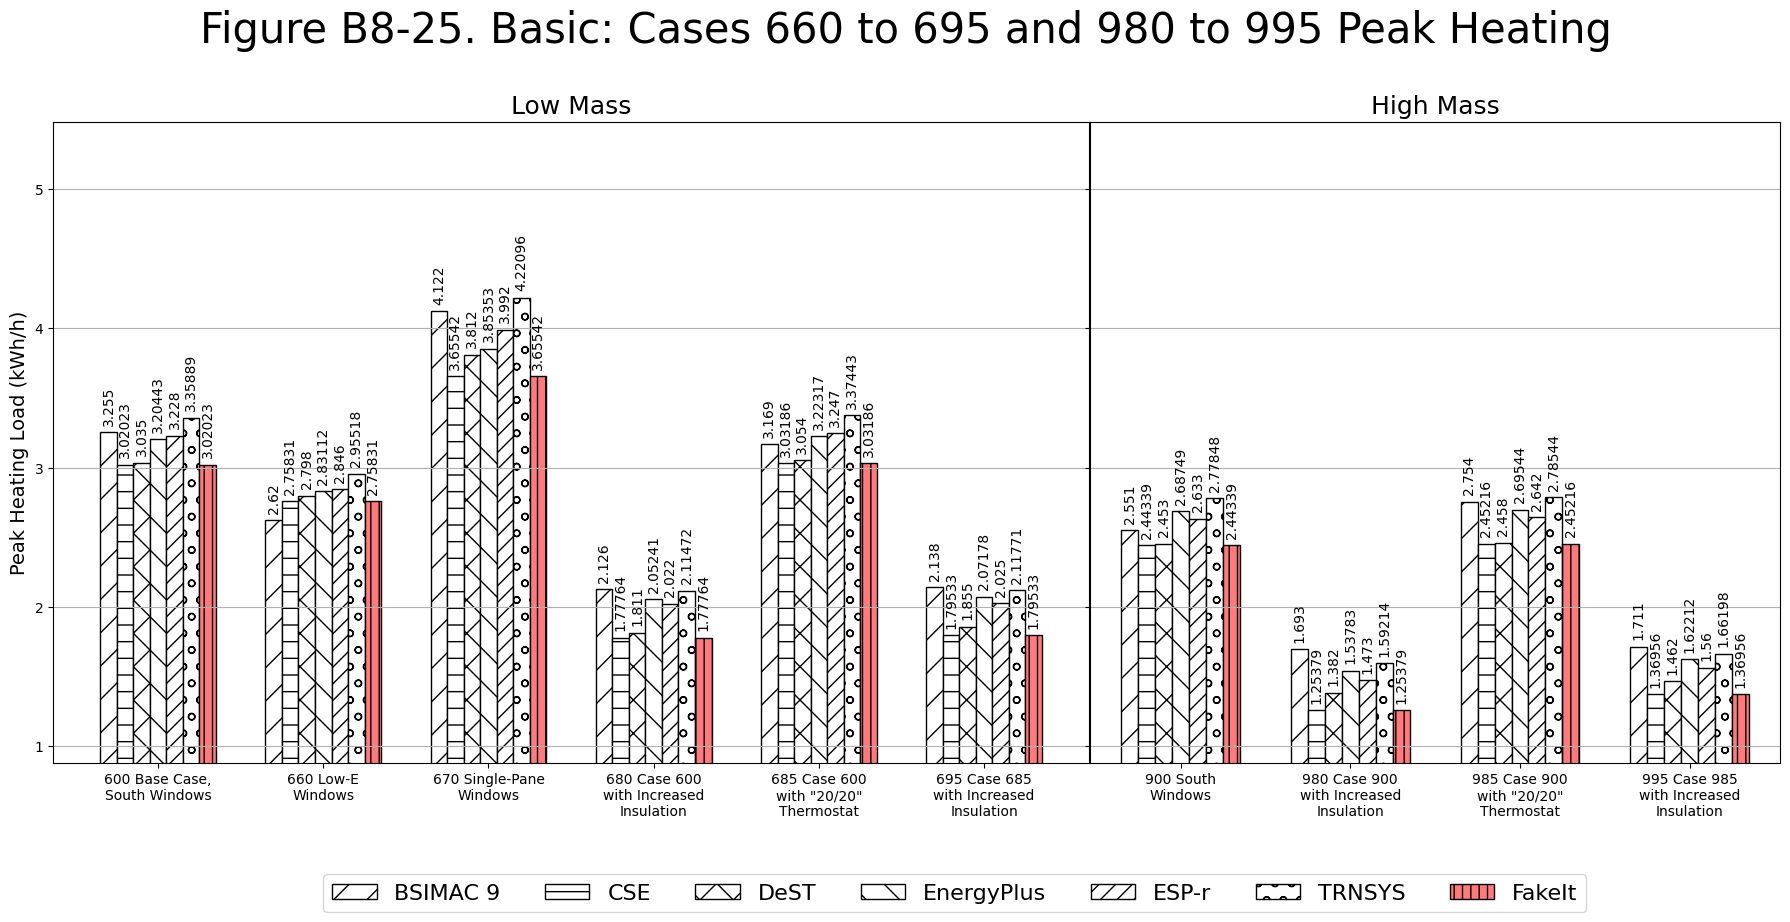 Figure B8-25. Basic: Cases 660 to 695 and 980 to 995 Peak Heating
Low Mass
High Mass
Peak Heating Load (kWh/h)
5
4
3
2
1
3.255
3.02023
3.035
3.20443
3.228
3.35889
3.02023
2.62
2.75831
2.798
2.83112
2.846
2.95518
2.75831
4.122
3.65542
3.812
3.85353
3.992
4.22096
3.65542
2.126
1.77764
1.811
2.05241
2.022
2.11472
1.77764
3.169
3.03186
3.054
3.22317
3.247
3.37443
3.03186
2.138
1.79533
1.855
2.07178
2.025
2.11771
1.79533
2.551
2.44339
2.453
2.68749
2.633
2.77848
2.44339
1.693
1.25379
1.382
1.53783
1.473
1.59214
1.25379
2.754
2.45216
2.458
2.69544
2.642
2.78544
2.45216
1.711
1.36956
1.462
1.62212
1.56
1.66198
1.36956
600 Base Case,
South Windows
660 Low-E
Windows
670 Single-Pane
Windows
680 Case 600
with Increased
Insulation
685 Case 600
with "20/20"
Thermostat
695 Case 685
with Increased
Insulation
900 South
Windows
980 Case 900
with Increased
Insulation
985 Case 900
with "20/20"
Thermostat
995 Case 985
with Increased
Insulation
BSIMAC 9
CSE
DeST
EnergyPlus
ESP-r
TRNSYS
FakeIt